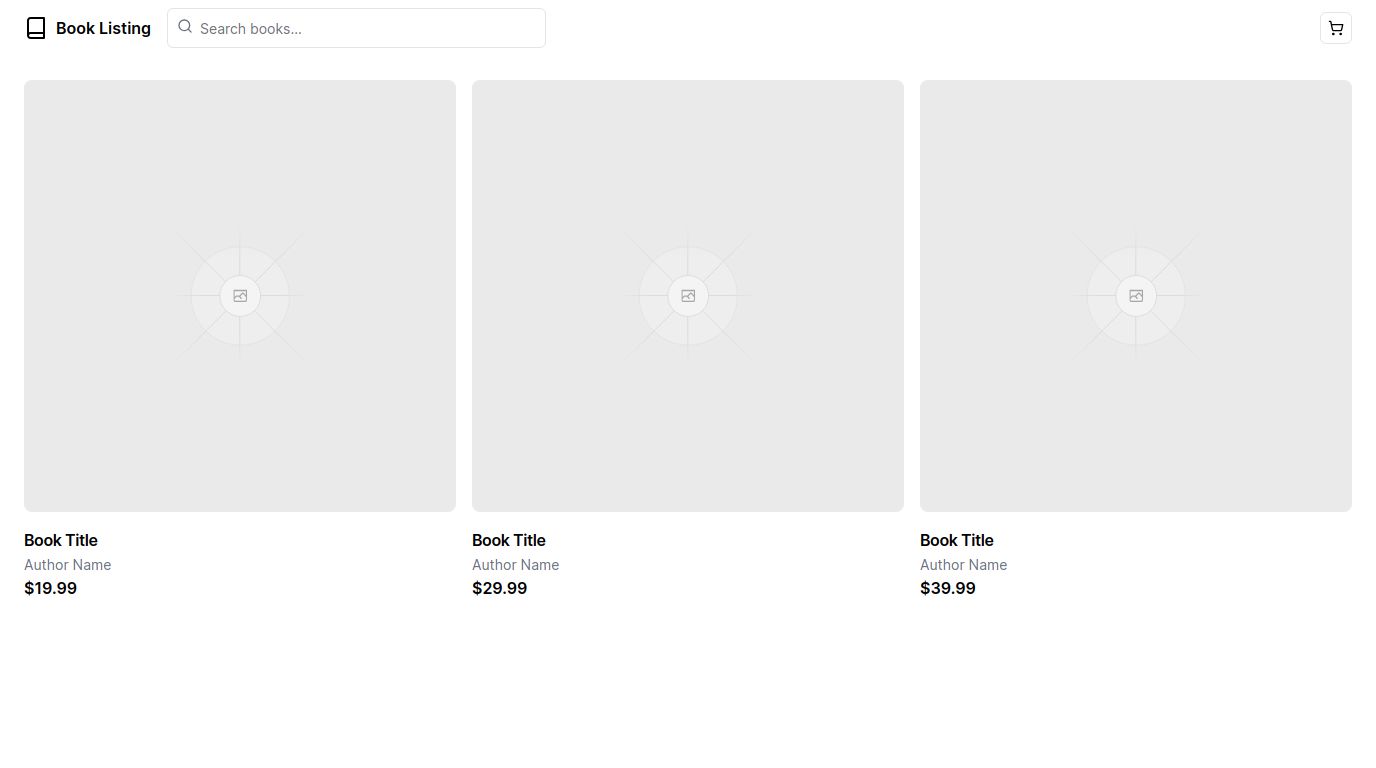 Book Listing
Search books...
Book Title
Author Name
$19.99
Book Title
Author Name
$29.99
Book Title
Author Name
$39.99